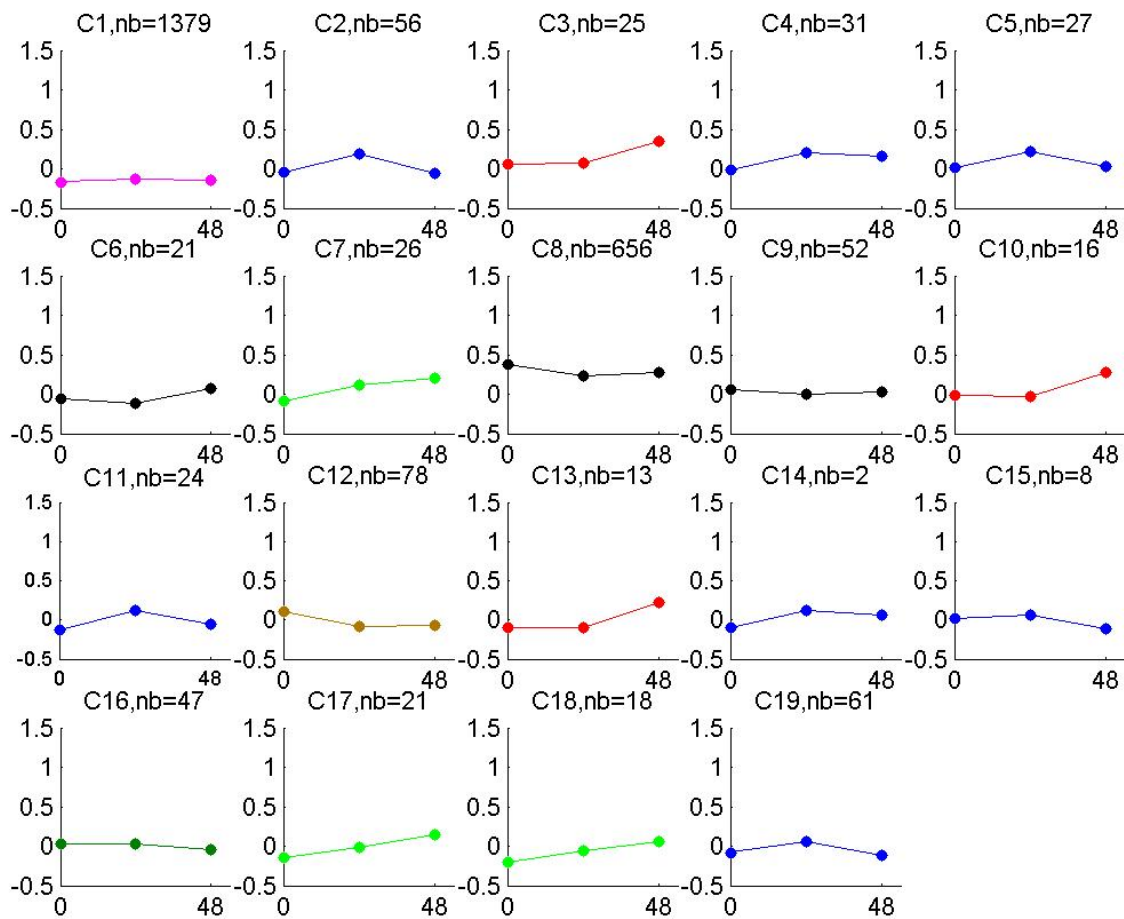 C1,nb=1379 C2,nb=56 C3,nb=25 C4,nb=31 C5,nb=27
1.5 1.5 1.5 1.5 1.5
1 1 1 1 1
0.5 0.5 0.5 0.5 0.5
0 0 0 0 0
-0.5 -0.5 -0.5 -0.5 -0.5
0 48 0 48 0 48 0 48 0 48
C6,nb=21 C7,nb=26 C8,nb=656 C9,nb=52 C10,nb=16
1.5 1.5 1.5 1.5 1.5
1 1 1 1 1
0.5 0.5 0.5 0.5 0.5
0 0 0 0 0
-0.5 -0.5 -0.5 -0.5 -0.5
0 48 0 48 0 48 0 48 0 48
C11,nb=24 C12,nb=78 C13,nb=13 C14,nb=2 C15,nb=8
1.5 1.5 1.5 1.5 1.5
1 1 1 1 1
0.5 0.5 0.5 0.5 0.5
0 0 0 0 0
-0.5 -0.5 -0.5 -0.5 -0.5
0 48 0 48 0 48 0 48 0 48
C16,nb=47 C17,nb=21 C18,nb=18 C19,nb=61
1.5 1.5 1.5 1.5
1 1 1 1
0.5 0.5 0.5 0.5
0 0 0 0
-0.5 -0.5 -0.5 -0.5
0 48 0 48 0 48 0 48